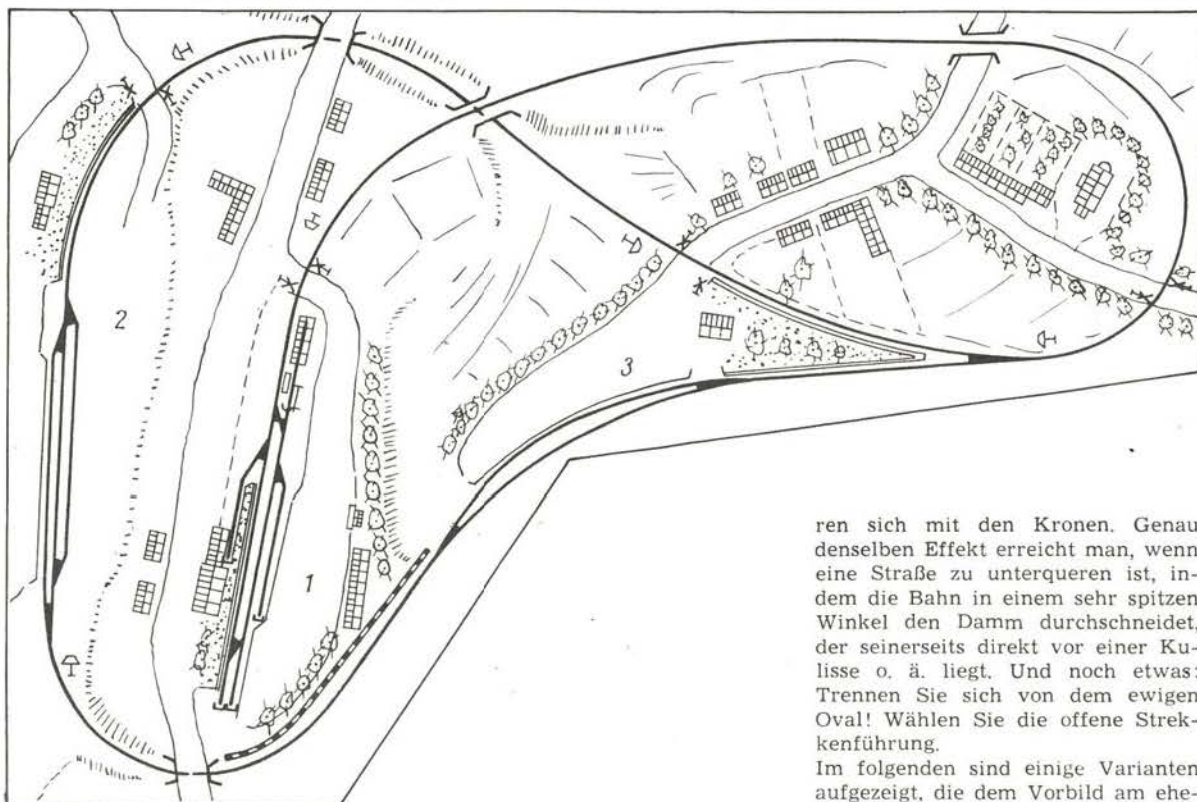 2
3
1
ren sich mit den Kronen. Genau
denselben Effekt erreicht man, wenn
eine Straße zu unterqueren ist, in-
dem die Bahn in einem sehr spitzen
Winkel den Damm durchschneidet,
der seinerseits direkt vor einer Ku-
lisse o. ä. liegt. Und noch etwas:
Trennen Sie sich von dem ewigen
Oval! Wählen Sie die offene Strek-
kenführung.
Im folgenden sind einige Varianten
aufgezeigt, die dem Vorbild am ehe-